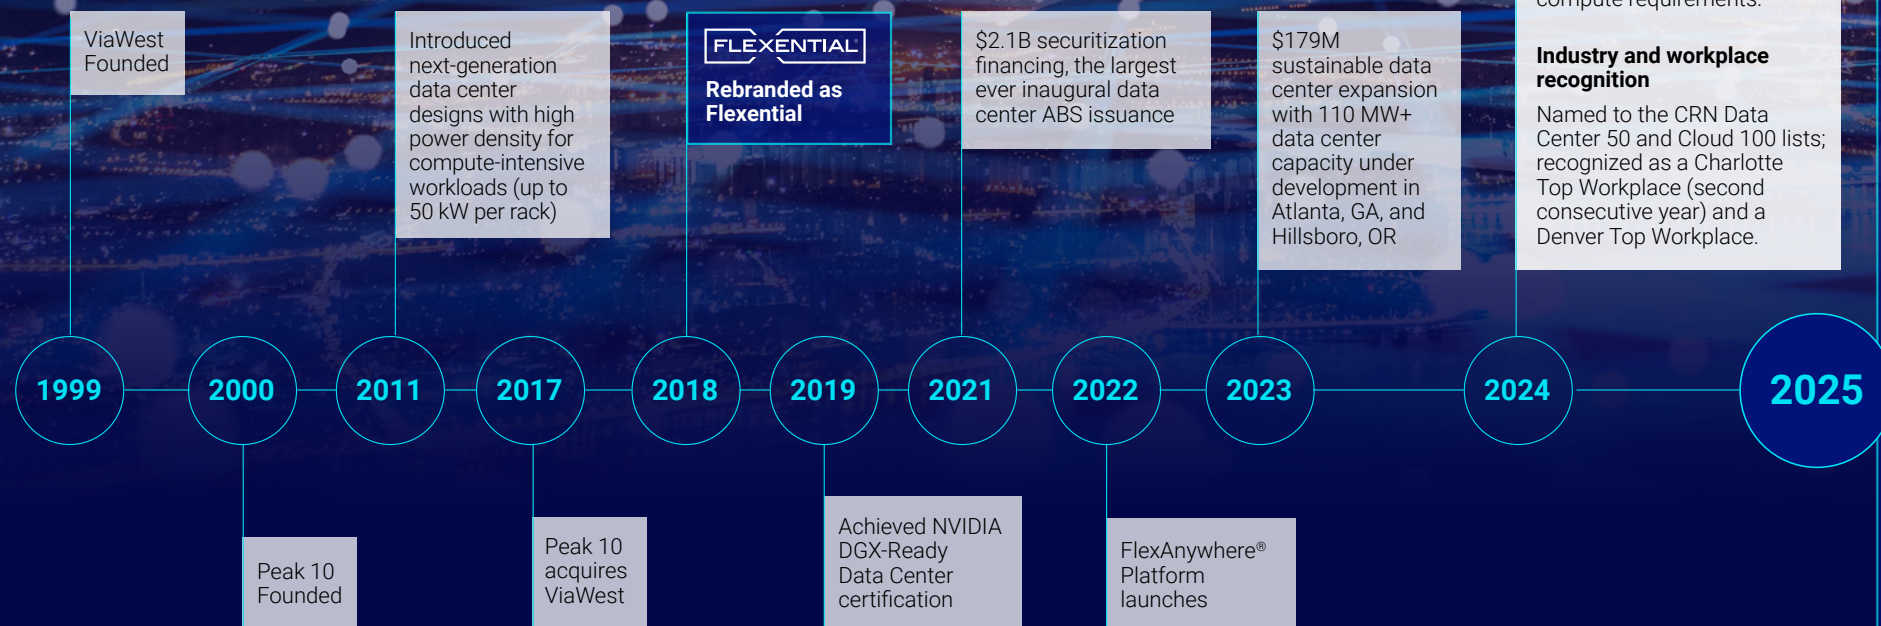 ViaWest
Founded
Introduced
next-generation
data center
designs with high
power density for
compute-intensive
workloads (up to
50 kW per rack)
FLEXENTIAL
Rebranded as
Flexential
$2.1B securitization
financing, the largest
ever inaugural data
center ABS issuance
$179M
sustainable data
center expansion
with 110 MW+
data center
capacity under
development in
Atlanta, GA, and
Hillsboro, OR
compute requirements.
Industry and workplace
recognition
Named to the CRN Data
Center 50 and Cloud 100 lists;
recognized as a Charlotte
Top Workplace (second
consecutive year) and a
Denver Top Workplace.
1999
2000
2011
2017
2018
2019
2021
2022
2023
2024
2025
Peak 10
Founded
Peak 10
acquires
ViaWest
Achieved NVIDIA
DGX-Ready
Data Center
certification
FlexAnywhere®
Platform
launches